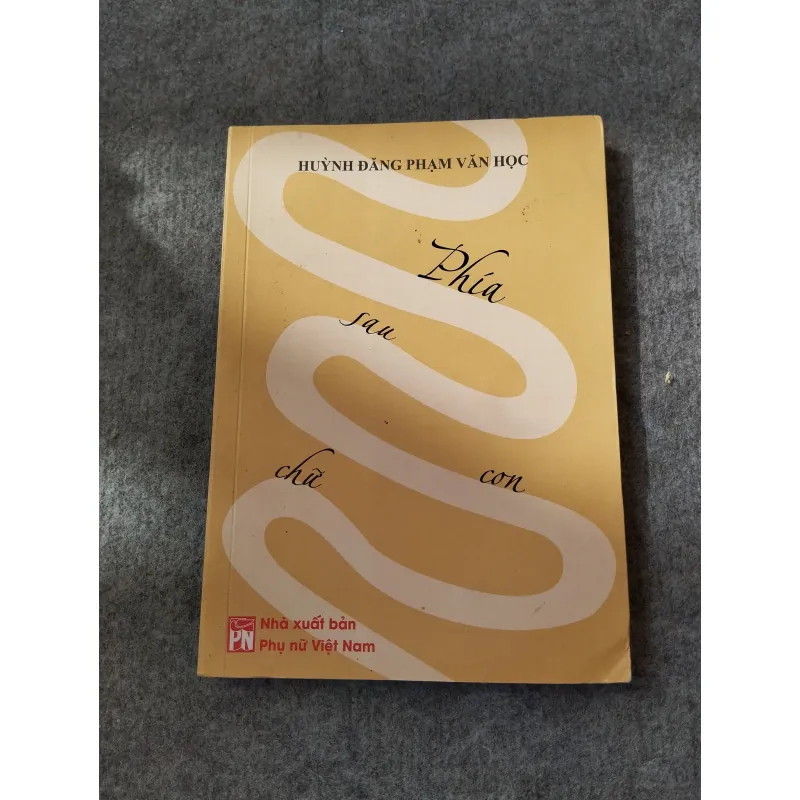 HUỲNH ĐĂNG PHẠM VĂN HỌC
Phía
sau
con
chữ
PN
Nhà xuất bản
Phụ nữ Việt Nam